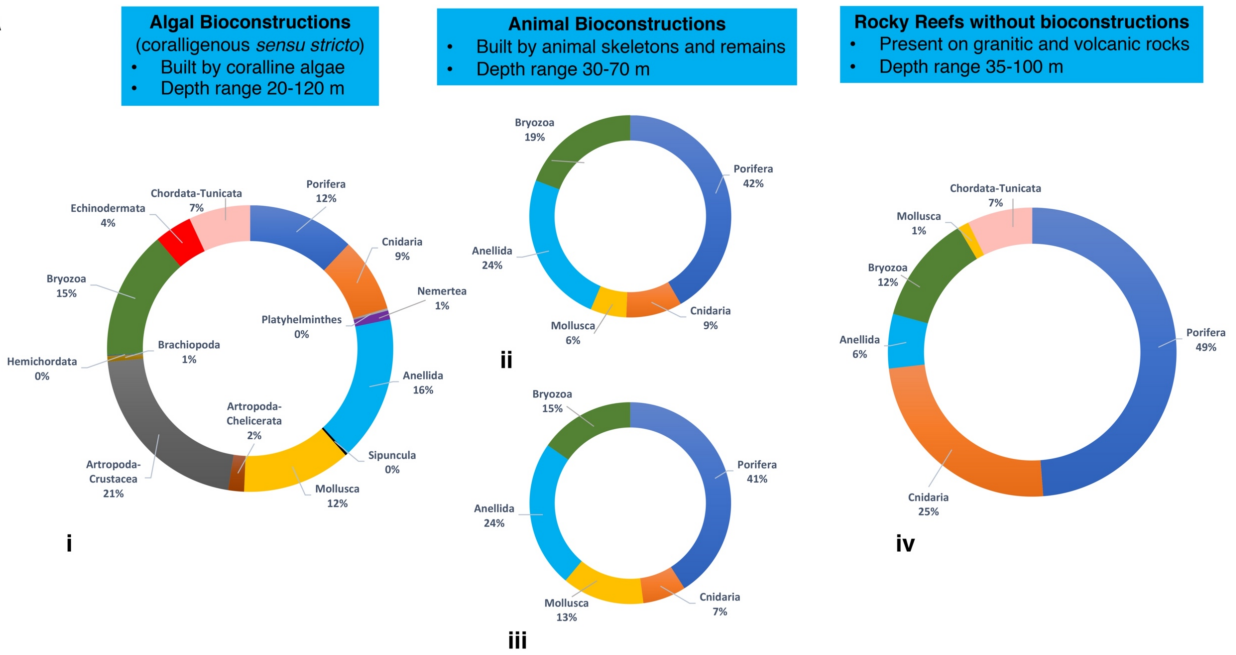 Algal Bioconstructions
(coralligenous sensu stricto)
• Built by coralline algae
• Depth range 20-120 m
Animal Bioconstructions
• Built by animal skeletons and remains
• Depth range 30-70 m
Rocky Reefs without bioconstructions
• Present on granitic and volcanic rocks
• Depth range 35-100 m
Porifera
12%
Cnidaria
9%
Nemertea
1%
Platyhelminthes
0%
Anellida
16%
Sipuncula
0%
Mollusca
12%
Artropoda-
Chelicerata
2%
Artropoda-
Crustacea
21%
Brachiopoda
1%
Hemichordata
0%
Bryozoa
15%
Echinodermata
4%
Chordata-Tunicata
7%
i
Bryozoa
19%
Porifera
42%
Anellida
24%
Mollusca
6%
Cnidaria
9%
ii
Bryozoa
15%
Porifera
41%
Anellida
24%
Mollusca
13%
Cnidaria
7%
iii
Chordata-Tunicata
7%
Mollusca
1%
Bryozoa
12%
Anellida
6%
Porifera
49%
Cnidaria
25%
iv